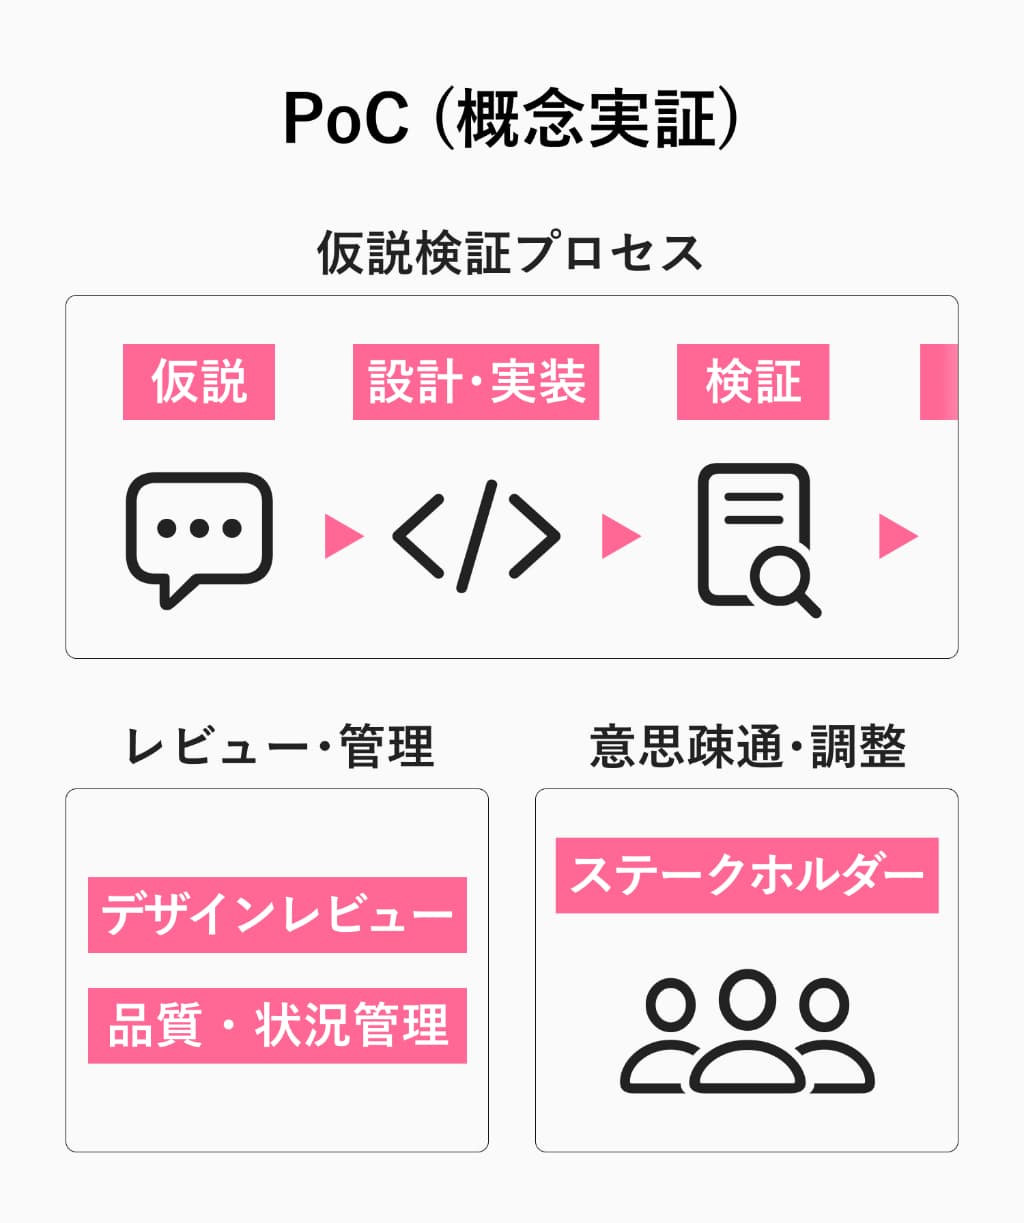 PoC (概念実証)
仮説検証プロセス
仮説
設計・実装
検証
レビュー・管理
意思疎通・調整
デザインレビュー
品質・状況管理
ステークホルダー